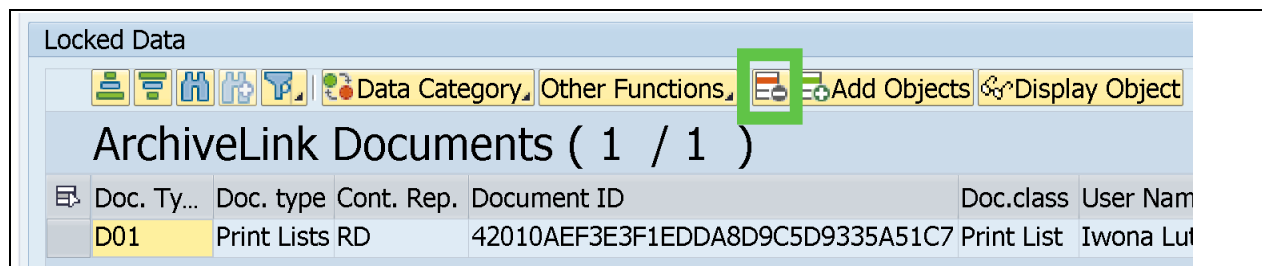 Locked Data
Data Category Other Functions Add Objects Display Object
ArchiveLink Documents ( 1 / 1 )
Doc. Ty... Doc. type Cont. Rep. Document ID Doc.class User Nam
D01 Print Lists RD 42010AEF3E3F1EDDA8D9C5D9335A51C7 Print List Iwona Lut